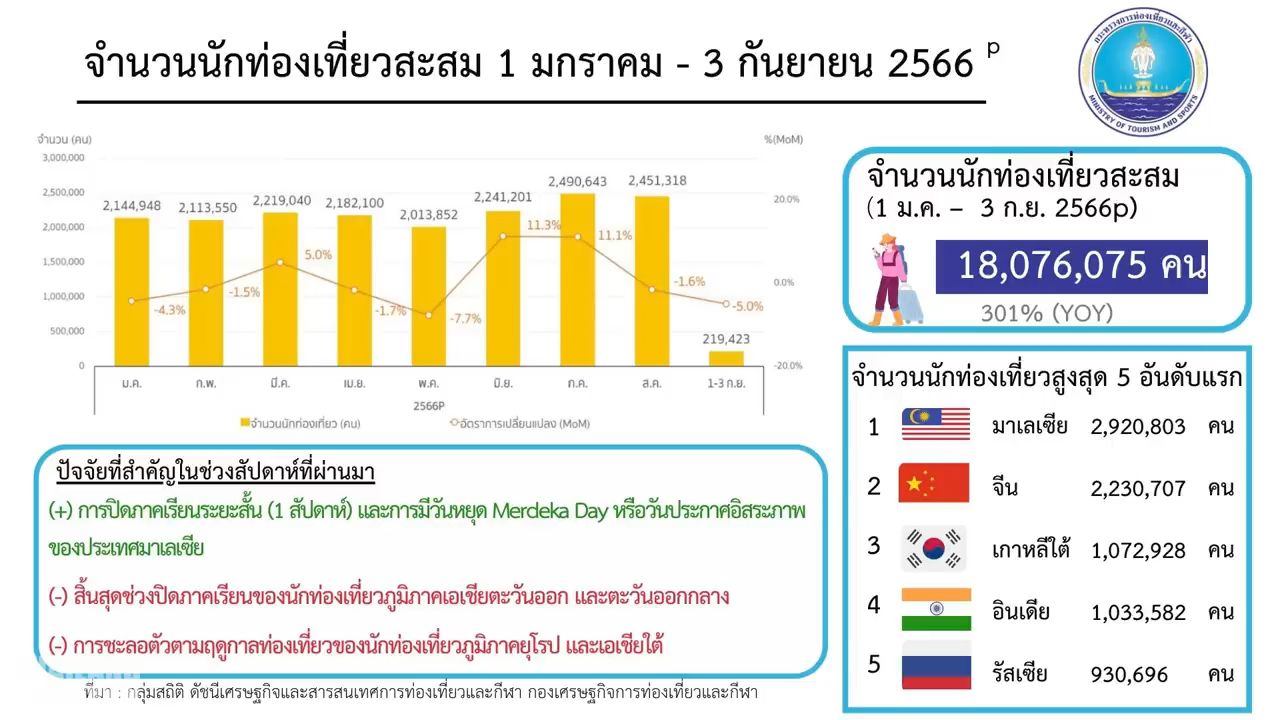 จำนวนนักท่องเที่ยวสะสม 1 มกราคม - 3 กันยายน 2566 p
กระทรวงการท่องเที่ยวและกีฬา
MINISTRY OF TOURISM AND SPORTS
จำนวน (คน)
%(MoM)
3,000,000
2,500,000
2,000,000
1,500,000
1,000,000
500,000
0
20.0%
0.0%
-20.0%
2,144,948
2,113,550
2,219,040
2,182,100
2,013,852
2,241,201
2,490,643
2,451,318
219,423
-4.3%
-1.5%
5.0%
-1.7%
-7.7%
11.3%
11.1%
-1.6%
-5.0%
ม.ค. ก.พ. มี.ค. เม.ย. พ.ค. มิ.ย. ก.ค. ส.ค. 1-3 ก.ย.
2566P
จำนวนนักท่องเที่ยว (คน) อัตราการเปลี่ยนแปลง (MoM)
จำนวนนักท่องเที่ยวสะสม
(1 ม.ค. – 3 ก.ย. 2566p)
18,076,075 คน
301% (YOY)
จำนวนนักท่องเที่ยวสูงสุด 5 อันดับแรก
1 มาเลเซีย 2,920,803 คน
2 จีน 2,230,707 คน
3 เกาหลีใต้ 1,072,928 คน
4 อินเดีย 1,033,582 คน
5 รัสเซีย 930,696 คน
ปัจจัยที่สำคัญในช่วงสัปดาห์ที่ผ่านมา
(+) การปิดภาคเรียนระยะสั้น (1 สัปดาห์) และการมีวันหยุด Merdeka Day หรือวันประกาศอิสระภาพ
ของประเทศมาเลเซีย
(-) สิ้นสุดช่วงปิดภาคเรียนของนักท่องเที่ยวภูมิภาคเอเชียตะวันออก และตะวันออกกลาง
(-) การชะลอตัวตามฤดูกาลท่องเที่ยวของนักท่องเที่ยวภูมิภาคยุโรป และเอเชียใต้
ที่มา : กลุ่มสถิติ ดัชนีเศรษฐกิจและสารสนเทศการท่องเที่ยวและกีฬา กองเศรษฐกิจการท่องเที่ยวและกีฬา